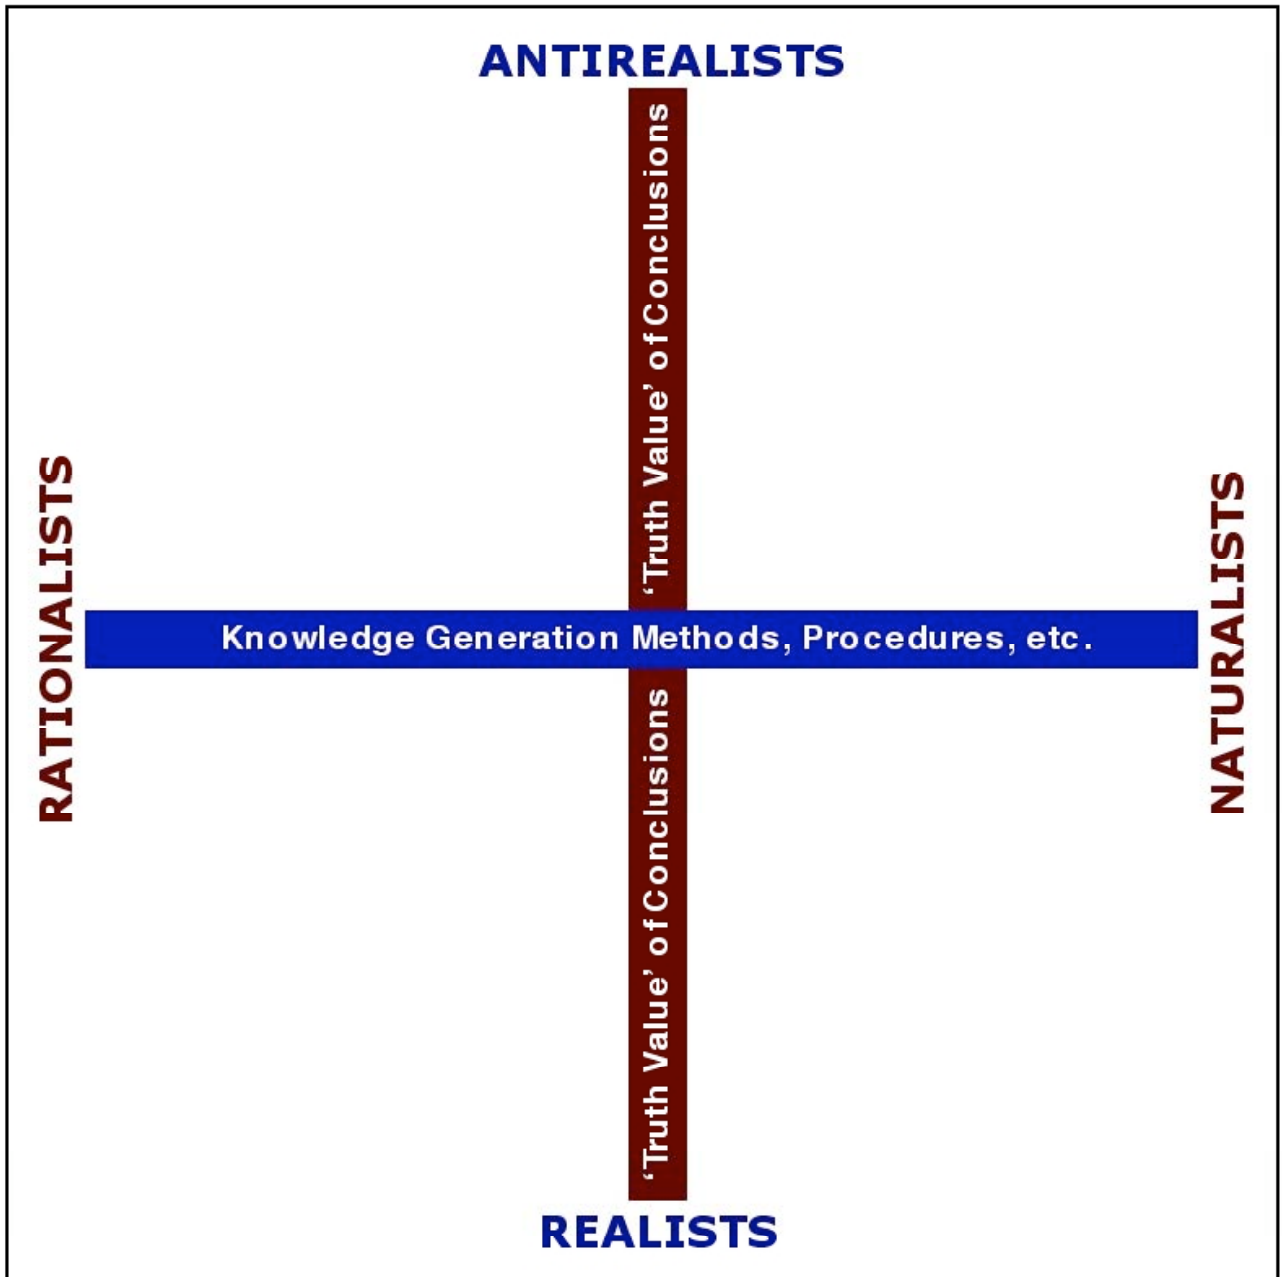 ANTIREALISTS
‘Truth Value’ of Conclusions
RATIONALISTS
Knowledge Generation Methods, Procedures, etc.
NATURALISTS
‘Truth Value’ of Conclusions
REALISTS